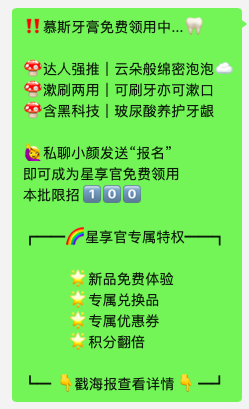 ‼️慕斯牙膏免费领用中...🦷
🍄达人强推｜云朵般绵密泡泡☁️
🍄漱刷两用｜可刷牙亦可漱口
🍄含黑科技｜玻尿酸养护牙龈
🙋私聊小颜发送“报名”
即可成为星享官免费领用
本批限招1️⃣0️⃣0️⃣
┏━━🌈星享官专属特权━━┓
🌟新品免费体验
🌟专属兑换品
🌟专属优惠券
🌟积分翻倍
┗━ 👇戳海报查看详情👇 ━┛